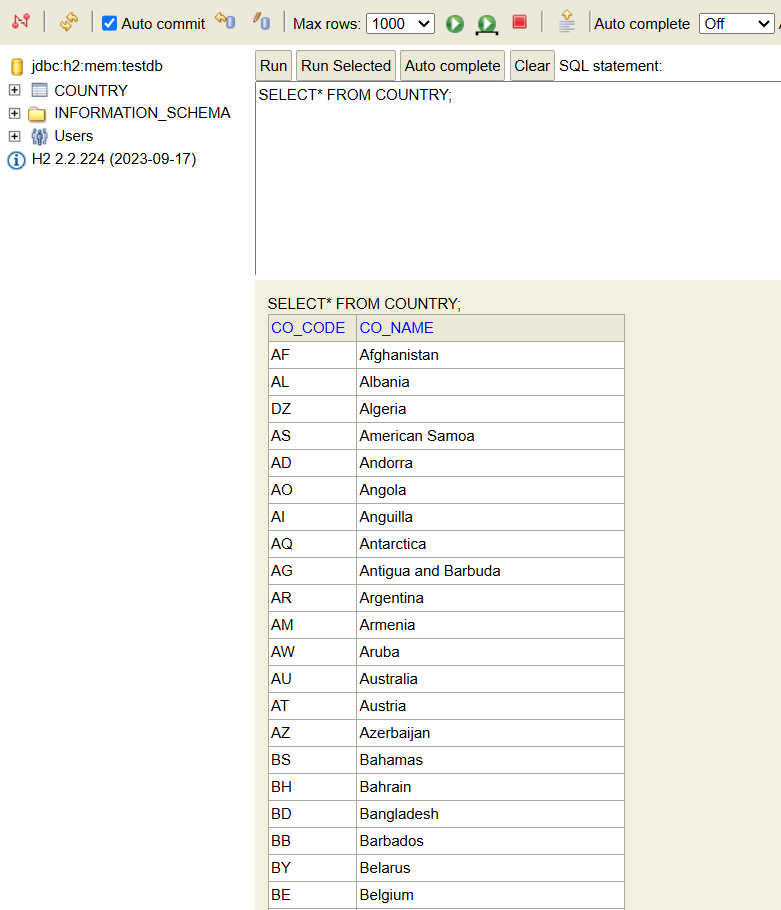 Auto commit Max rows: 1000 Auto complete Off
jdbc:h2:mem:testdb
COUNTRY
INFORMATION_SCHEMA
Users
H2 2.2.224 (2023-09-17)
Run Run Selected Auto complete Clear SQL statement:
SELECT* FROM COUNTRY;
SELECT* FROM COUNTRY;
CO_CODE CO_NAME
AF Afghanistan
AL Albania
DZ Algeria
AS American Samoa
AD Andorra
AO Angola
AI Anguilla
AQ Antarctica
AG Antigua and Barbuda
AR Argentina
AM Armenia
AW Aruba
AU Australia
AT Austria
AZ Azerbaijan
BS Bahamas
BH Bahrain
BD Bangladesh
BB Barbados
BY Belarus
BE Belgium